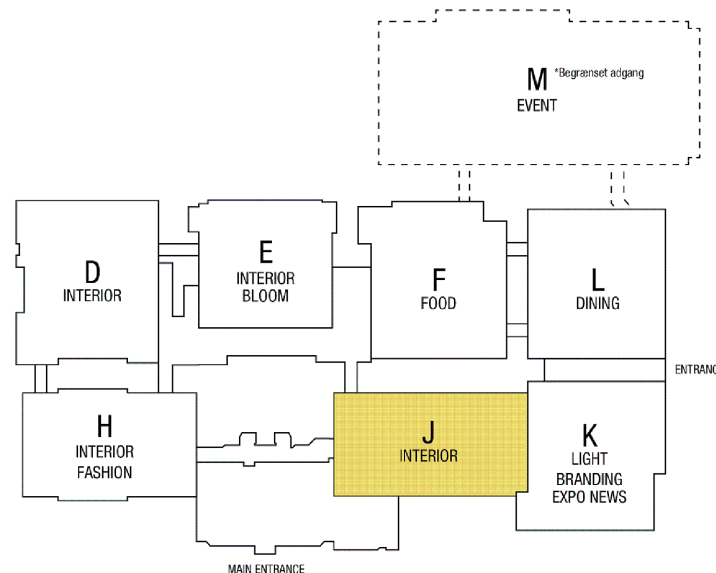 M *Begrænset adgang
EVENT
D
INTERIOR
E
INTERIOR
BLOOM
F
FOOD
L
DINING
ENTRANC
H
INTERIOR
FASHION
J
INTERIOR
K
LIGHT
BRANDING
EXPO NEWS
MAIN ENTRANCE